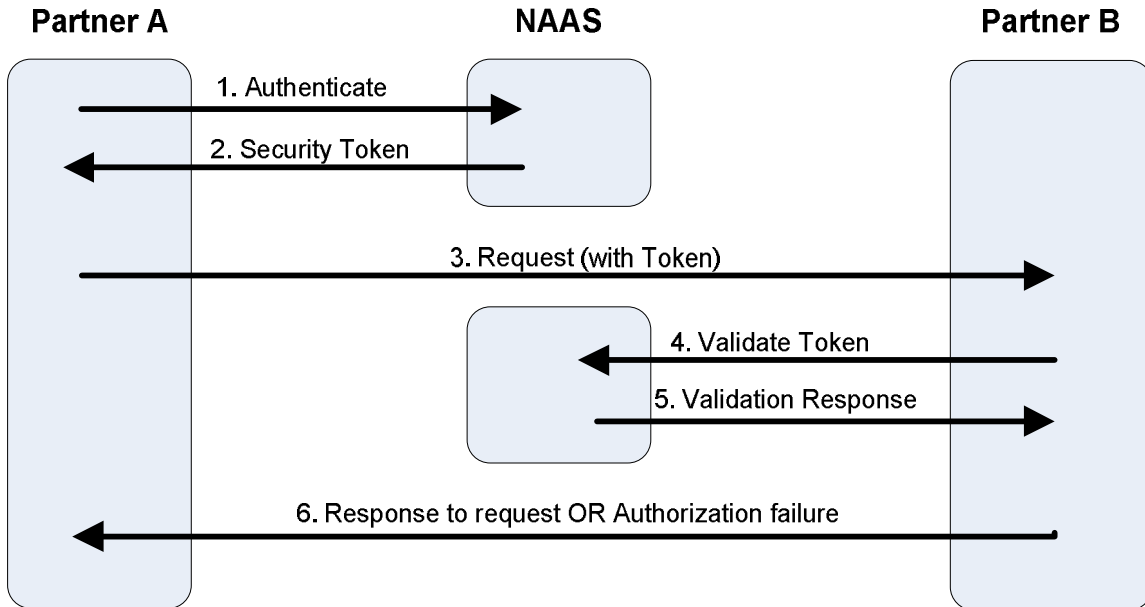 Partner A
NAAS
Partner B
1. Authenticate
2. Security Token
3. Request (with Token)
4. Validate Token
5. Validation Response
6. Response to request OR Authorization failure